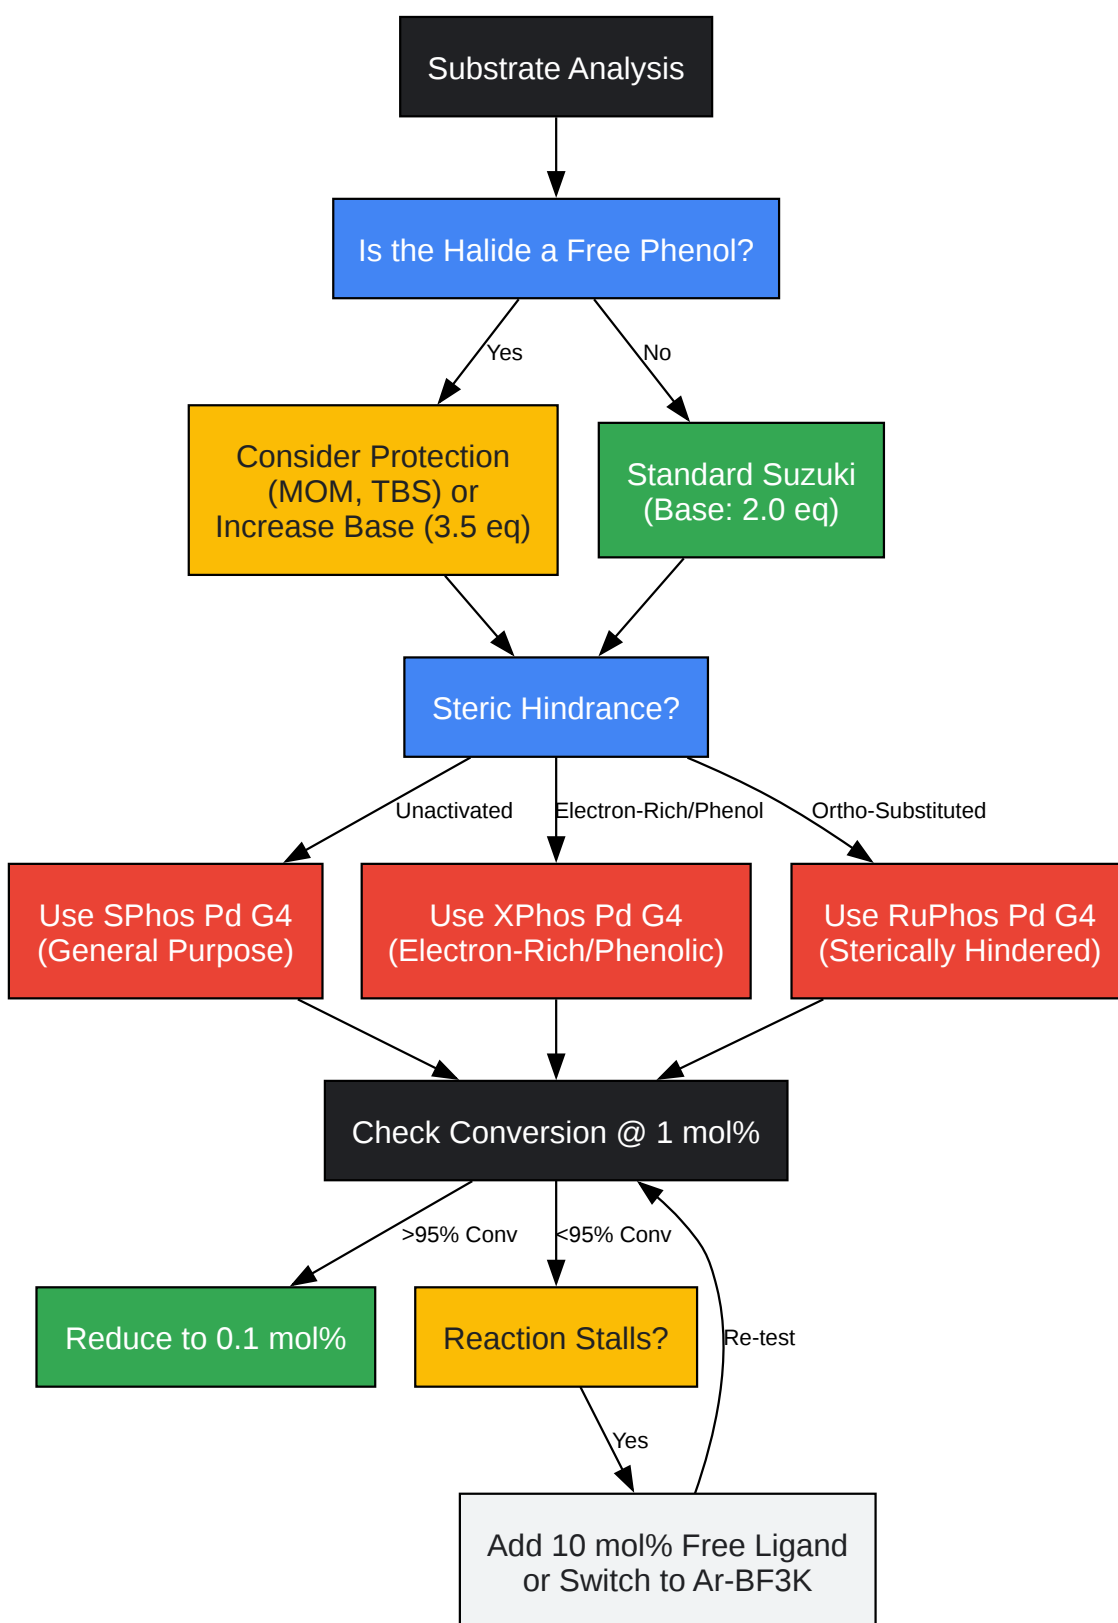 Substrate Analysis
Is the Halide a Free Phenol?
Yes
No
Consider Protection
(MOM, TBS) or
Increase Base (3.5 eq)
Standard Suzuki
(Base: 2.0 eq)
Steric Hindrance?
Unactivated
Electron-Rich/Phenol
Ortho-Substituted
Use SPhos Pd G4
(General Purpose)
Use XPhos Pd G4
(Electron-Rich/Phenolic)
Use RuPhos Pd G4
(Sterically Hindered)
Check Conversion @ 1 mol%
>95% Conv
<95% Conv
Reduce to 0.1 mol%
Reaction Stalls?
Re-test
Yes
Add 10 mol% Free Ligand
or Switch to Ar-BF3K